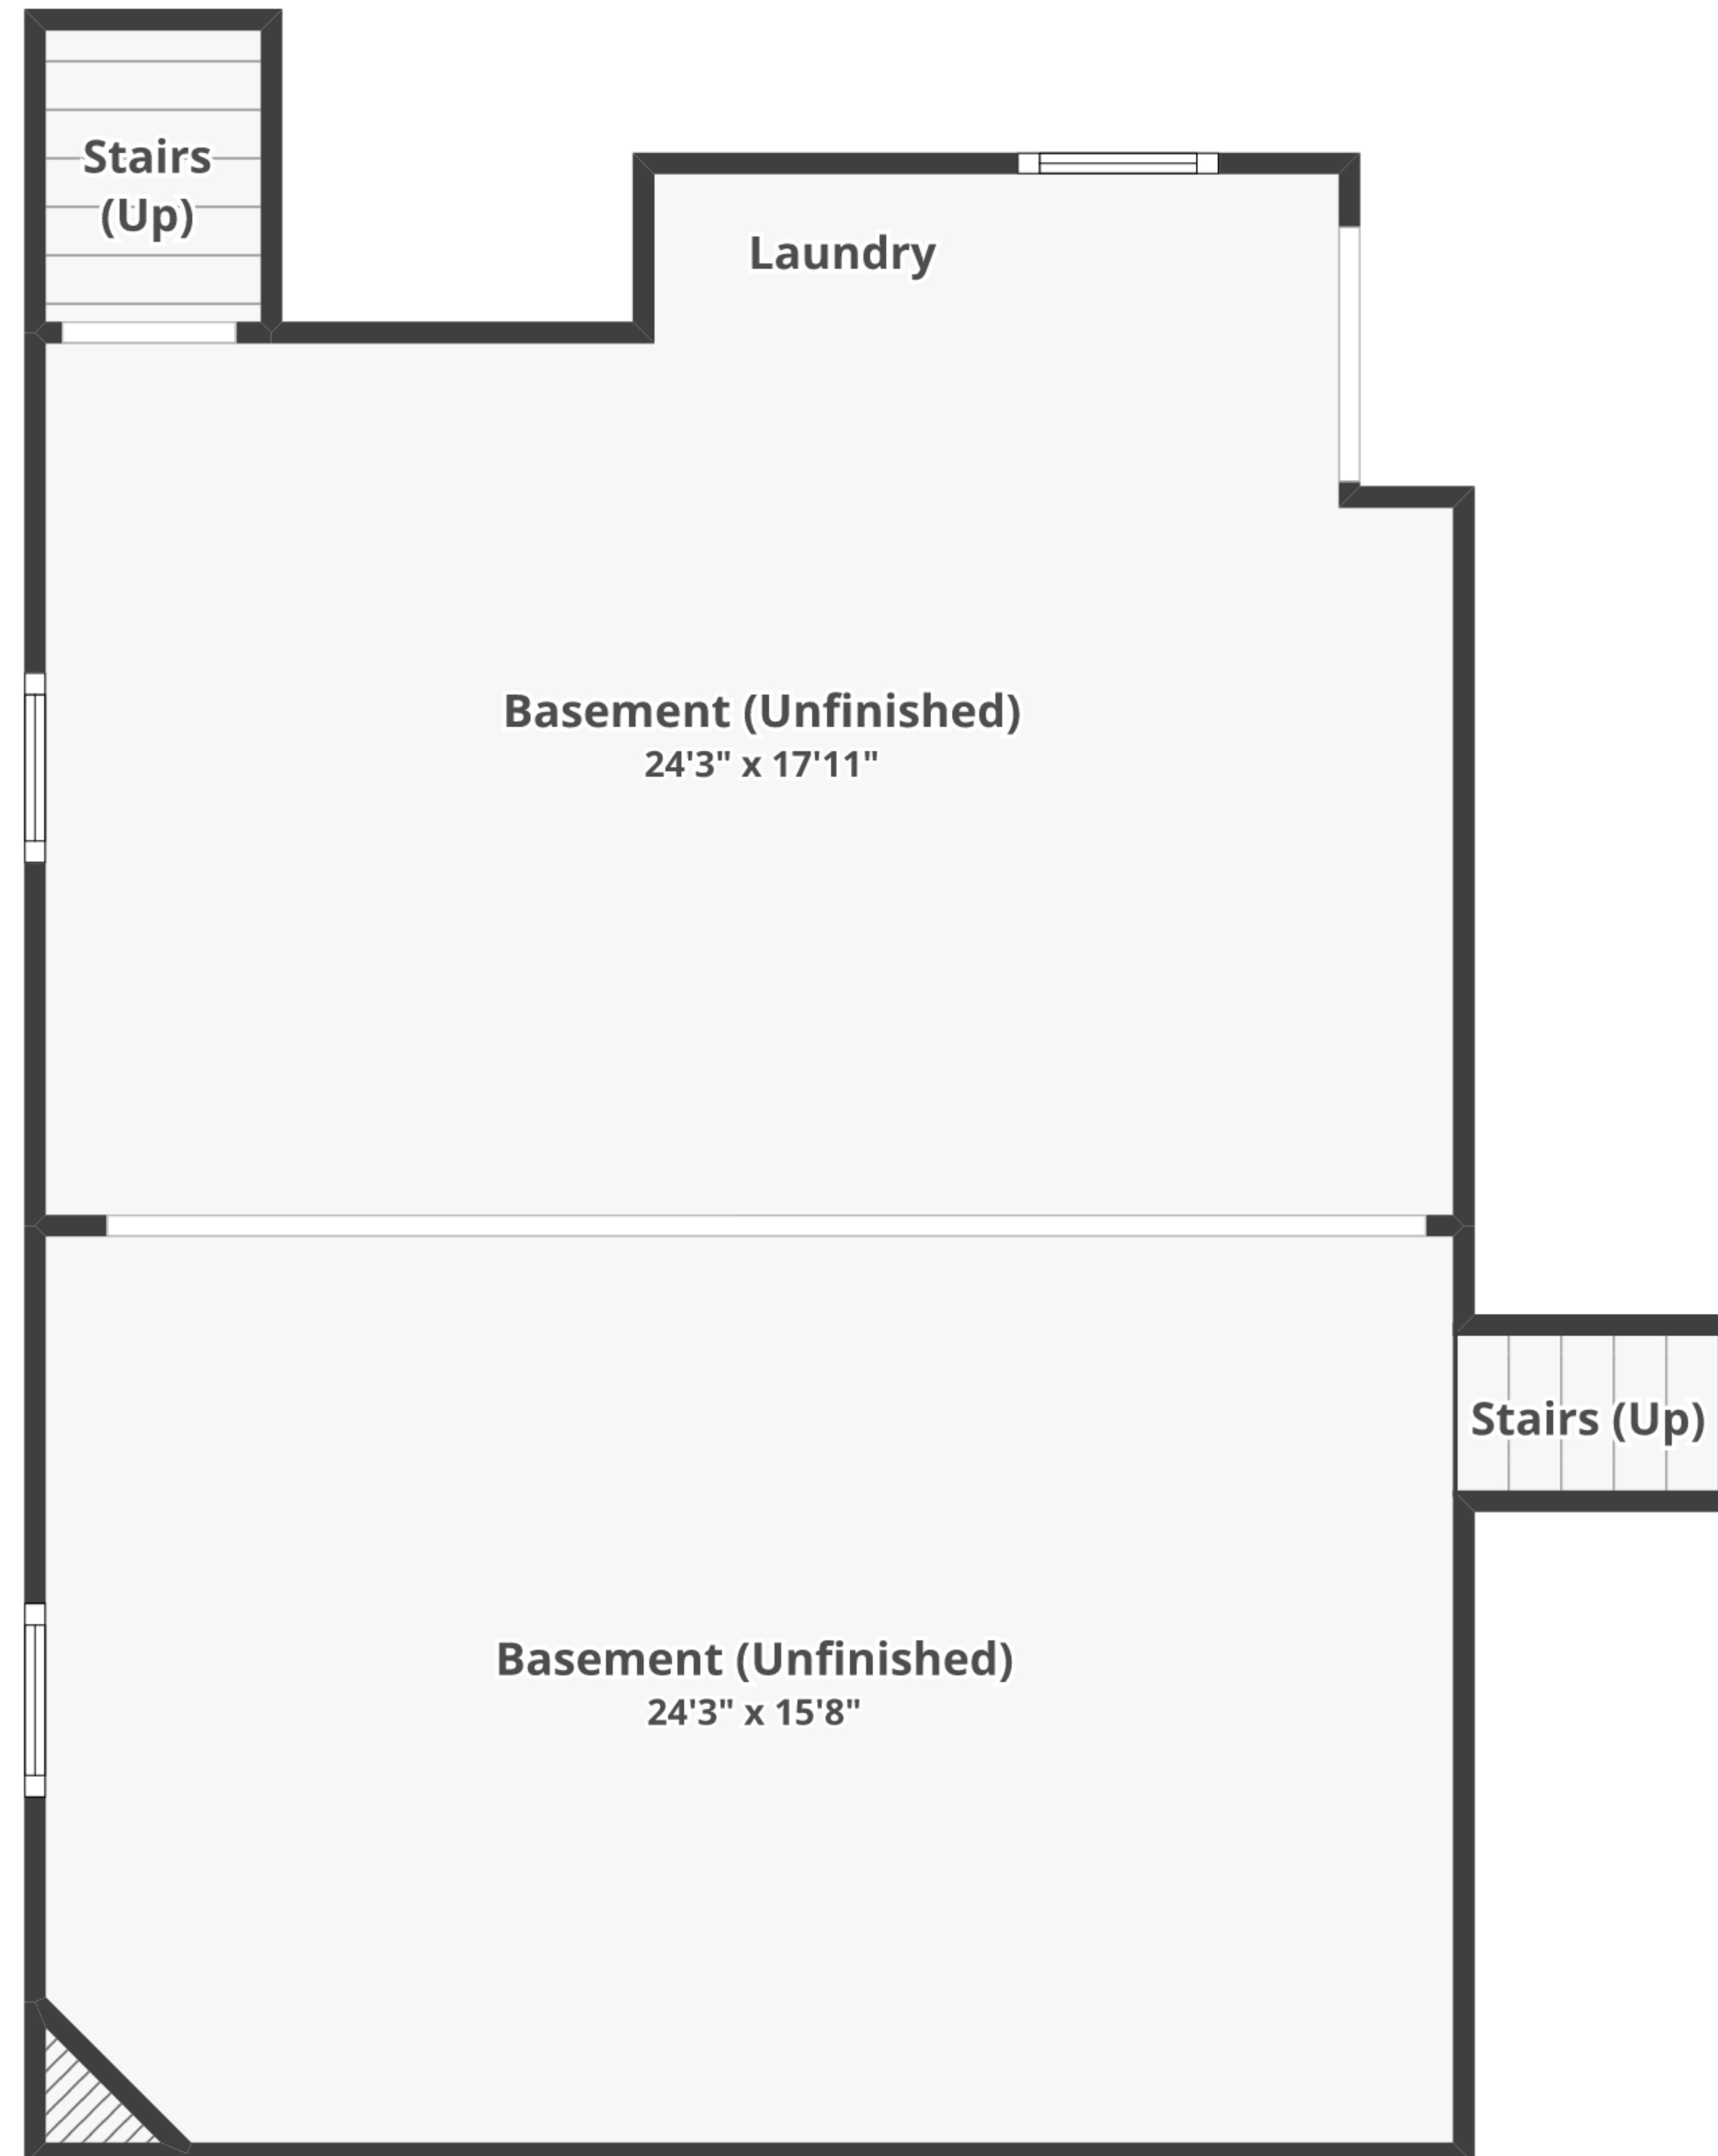 Stairs
(Up)
Laundry
Basement (Unfinished)
24'3" x 17'11"
Stairs (Up)
Basement (Unfinished)
24'3" x 15'8"